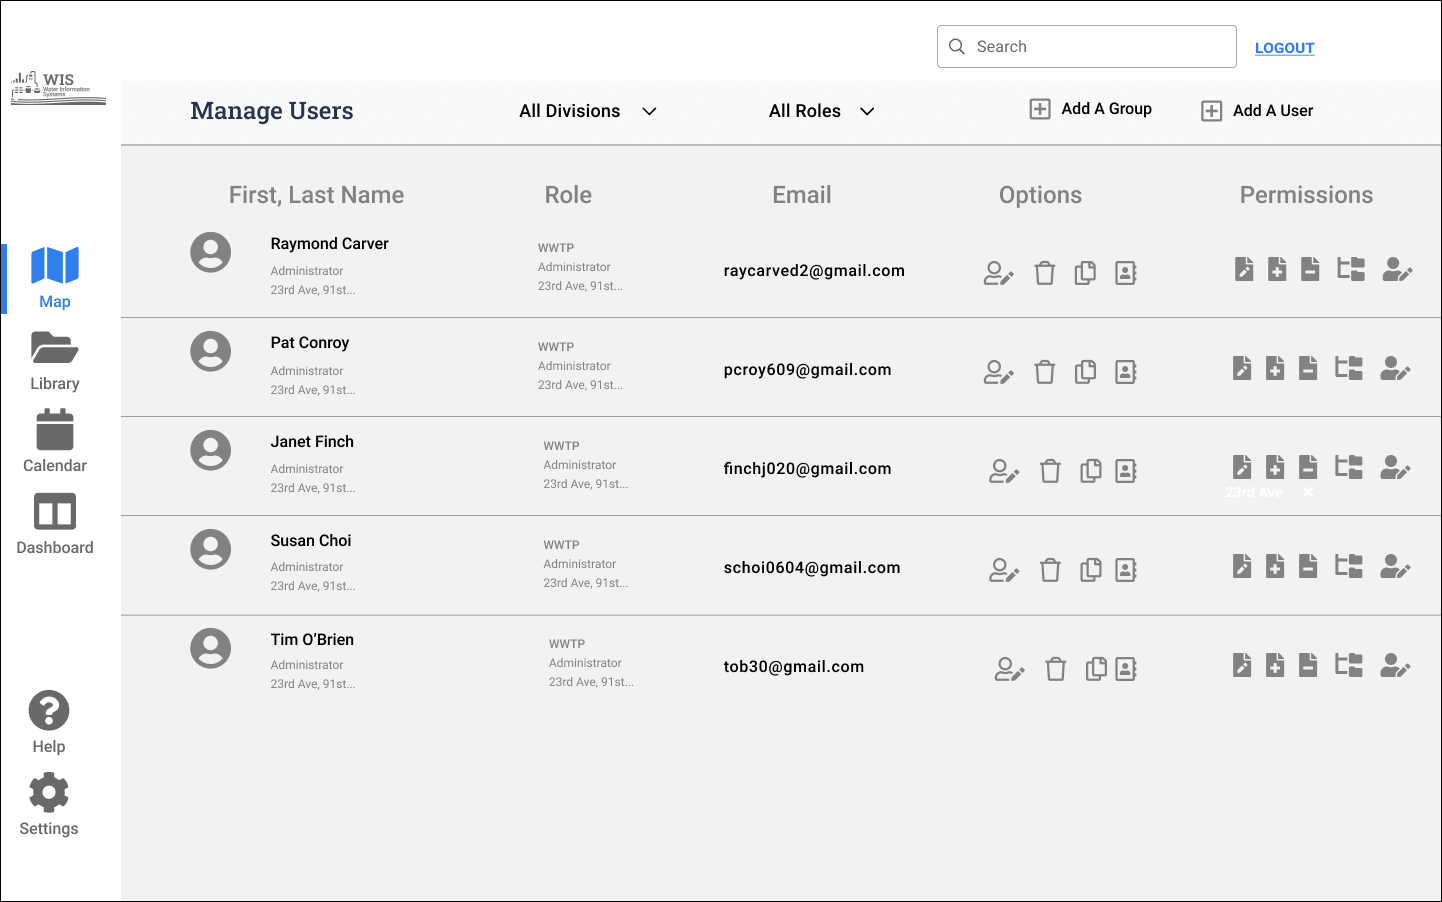 Search
LOGOUT
WIS
Water Information
Systems
Manage Users
All Divisions
All Roles
Add A Group
Add A User
First, Last Name
Role
Email
Options
Permissions
Raymond Carver
Administrator
23rd Ave, 91st...
WWTP
Administrator
23rd Ave, 91st...
raycarved2@gmail.com
Pat Conroy
Administrator
23rd Ave, 91st...
WWTP
Administrator
23rd Ave, 91st...
pcroy609@gmail.com
Janet Finch
Administrator
23rd Ave, 91st...
WWTP
Administrator
23rd Ave, 91st...
finchj020@gmail.com
23rd Ave
Susan Choi
Administrator
23rd Ave, 91st...
WWTP
Administrator
23rd Ave, 91st...
schoi0604@gmail.com
Tim O’Brien
Administrator
23rd Ave, 91st...
WWTP
Administrator
23rd Ave, 91st...
tob30@gmail.com
Map
Library
Calendar
Dashboard
Help
Settings